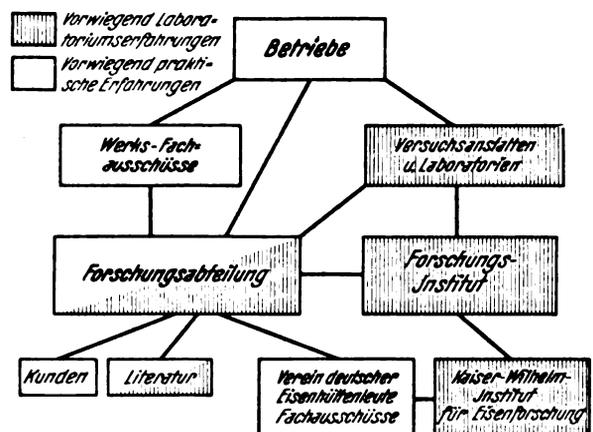 Vorwiegend Labora-
toriumserfahrungen
Vorwiegend prakti-
sche Erfahrungen
Betriebe
Werks-Fach-
ausschüsse
Versuchsanstalten
u. Laboratorien
Forschungsabteilung
Forschungs-
Institut
Kunden
Literatur
Verein deutscher
Eisenhüttenleute
Fachausschüsse
Kaiser-Wilhelm-
Institut
für Eisenforschung